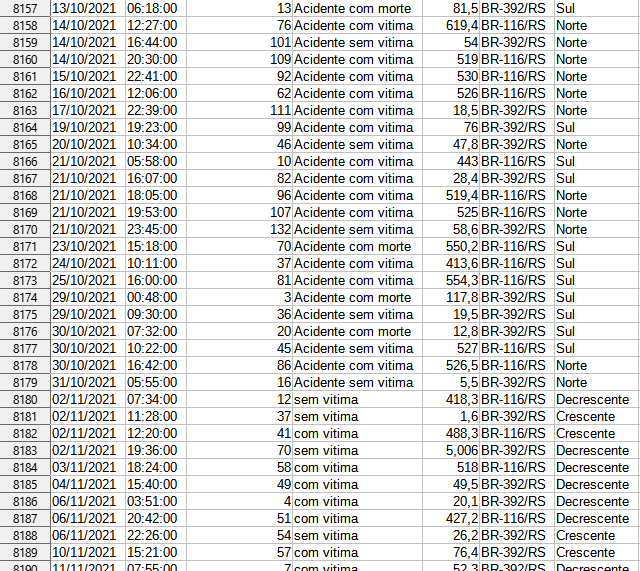 8157 13/10/2021 06:18:00 13 Acidente com morte 81,5 BR-392/RS Sul
8158 14/10/2021 12:27:00 76 Acidente com vitima 619,4 BR-116/RS Norte
8159 14/10/2021 16:44:00 101 Acidente sem vitima 54 BR-392/RS Norte
8160 14/10/2021 20:30:00 109 Acidente com vitima 519 BR-116/RS Norte
8161 15/10/2021 22:41:00 92 Acidente com vitima 530 BR-116/RS Norte
8162 16/10/2021 12:06:00 62 Acidente com vitima 526 BR-116/RS Norte
8163 17/10/2021 22:39:00 111 Acidente com vitima 18,5 BR-392/RS Norte
8164 19/10/2021 19:23:00 99 Acidente com vitima 76 BR-392/RS Sul
8165 20/10/2021 10:34:00 46 Acidente sem vitima 47,8 BR-392/RS Norte
8166 21/10/2021 05:58:00 10 Acidente com vitima 443 BR-116/RS Sul
8167 21/10/2021 16:07:00 82 Acidente com vitima 28,4 BR-392/RS Sul
8168 21/10/2021 18:05:00 96 Acidente com vitima 519,4 BR-116/RS Norte
8169 21/10/2021 19:53:00 107 Acidente com vitima 525 BR-116/RS Norte
8170 21/10/2021 23:45:00 132 Acidente sem vitima 58,6 BR-392/RS Norte
8171 23/10/2021 15:18:00 70 Acidente com morte 550,2 BR-116/RS Sul
8172 24/10/2021 10:11:00 37 Acidente com vitima 413,6 BR-116/RS Sul
8173 25/10/2021 16:00:00 81 Acidente com vitima 554,3 BR-116/RS Sul
8174 29/10/2021 00:48:00 3 Acidente com morte 117,8 BR-392/RS Sul
8175 29/10/2021 09:30:00 36 Acidente sem vitima 19,5 BR-392/RS Sul
8176 30/10/2021 07:32:00 20 Acidente com morte 12,8 BR-392/RS Sul
8177 30/10/2021 10:22:00 45 Acidente sem vitima 527 BR-116/RS Sul
8178 30/10/2021 16:42:00 86 Acidente com vitima 526,5 BR-116/RS Norte
8179 31/10/2021 05:55:00 16 Acidente sem vitima 5,5 BR-392/RS Norte
8180 02/11/2021 07:34:00 12 sem vitima 418,3 BR-116/RS Decrescente
8181 02/11/2021 11:28:00 37 sem vitima 1,6 BR-392/RS Crescente
8182 02/11/2021 12:20:00 41 com vitima 488,3 BR-116/RS Crescente
8183 02/11/2021 19:36:00 70 sem vitima 5,006 BR-392/RS Decrescente
8184 03/11/2021 18:24:00 58 com vitima 518 BR-116/RS Decrescente
8185 04/11/2021 15:40:00 49 com vitima 49,5 BR-392/RS Decrescente
8186 06/11/2021 03:51:00 4 com vitima 20,1 BR-392/RS Decrescente
8187 06/11/2021 20:42:00 51 com vitima 427,2 BR-116/RS Decrescente
8188 06/11/2021 22:26:00 54 sem vitima 26,2 BR-392/RS Crescente
8189 10/11/2021 15:21:00 57 com vitima 76,4 BR-392/RS Crescente
8190 11/11/2021 07:55:00 7 com vitima 52,3 BR-392/RS Decrescente